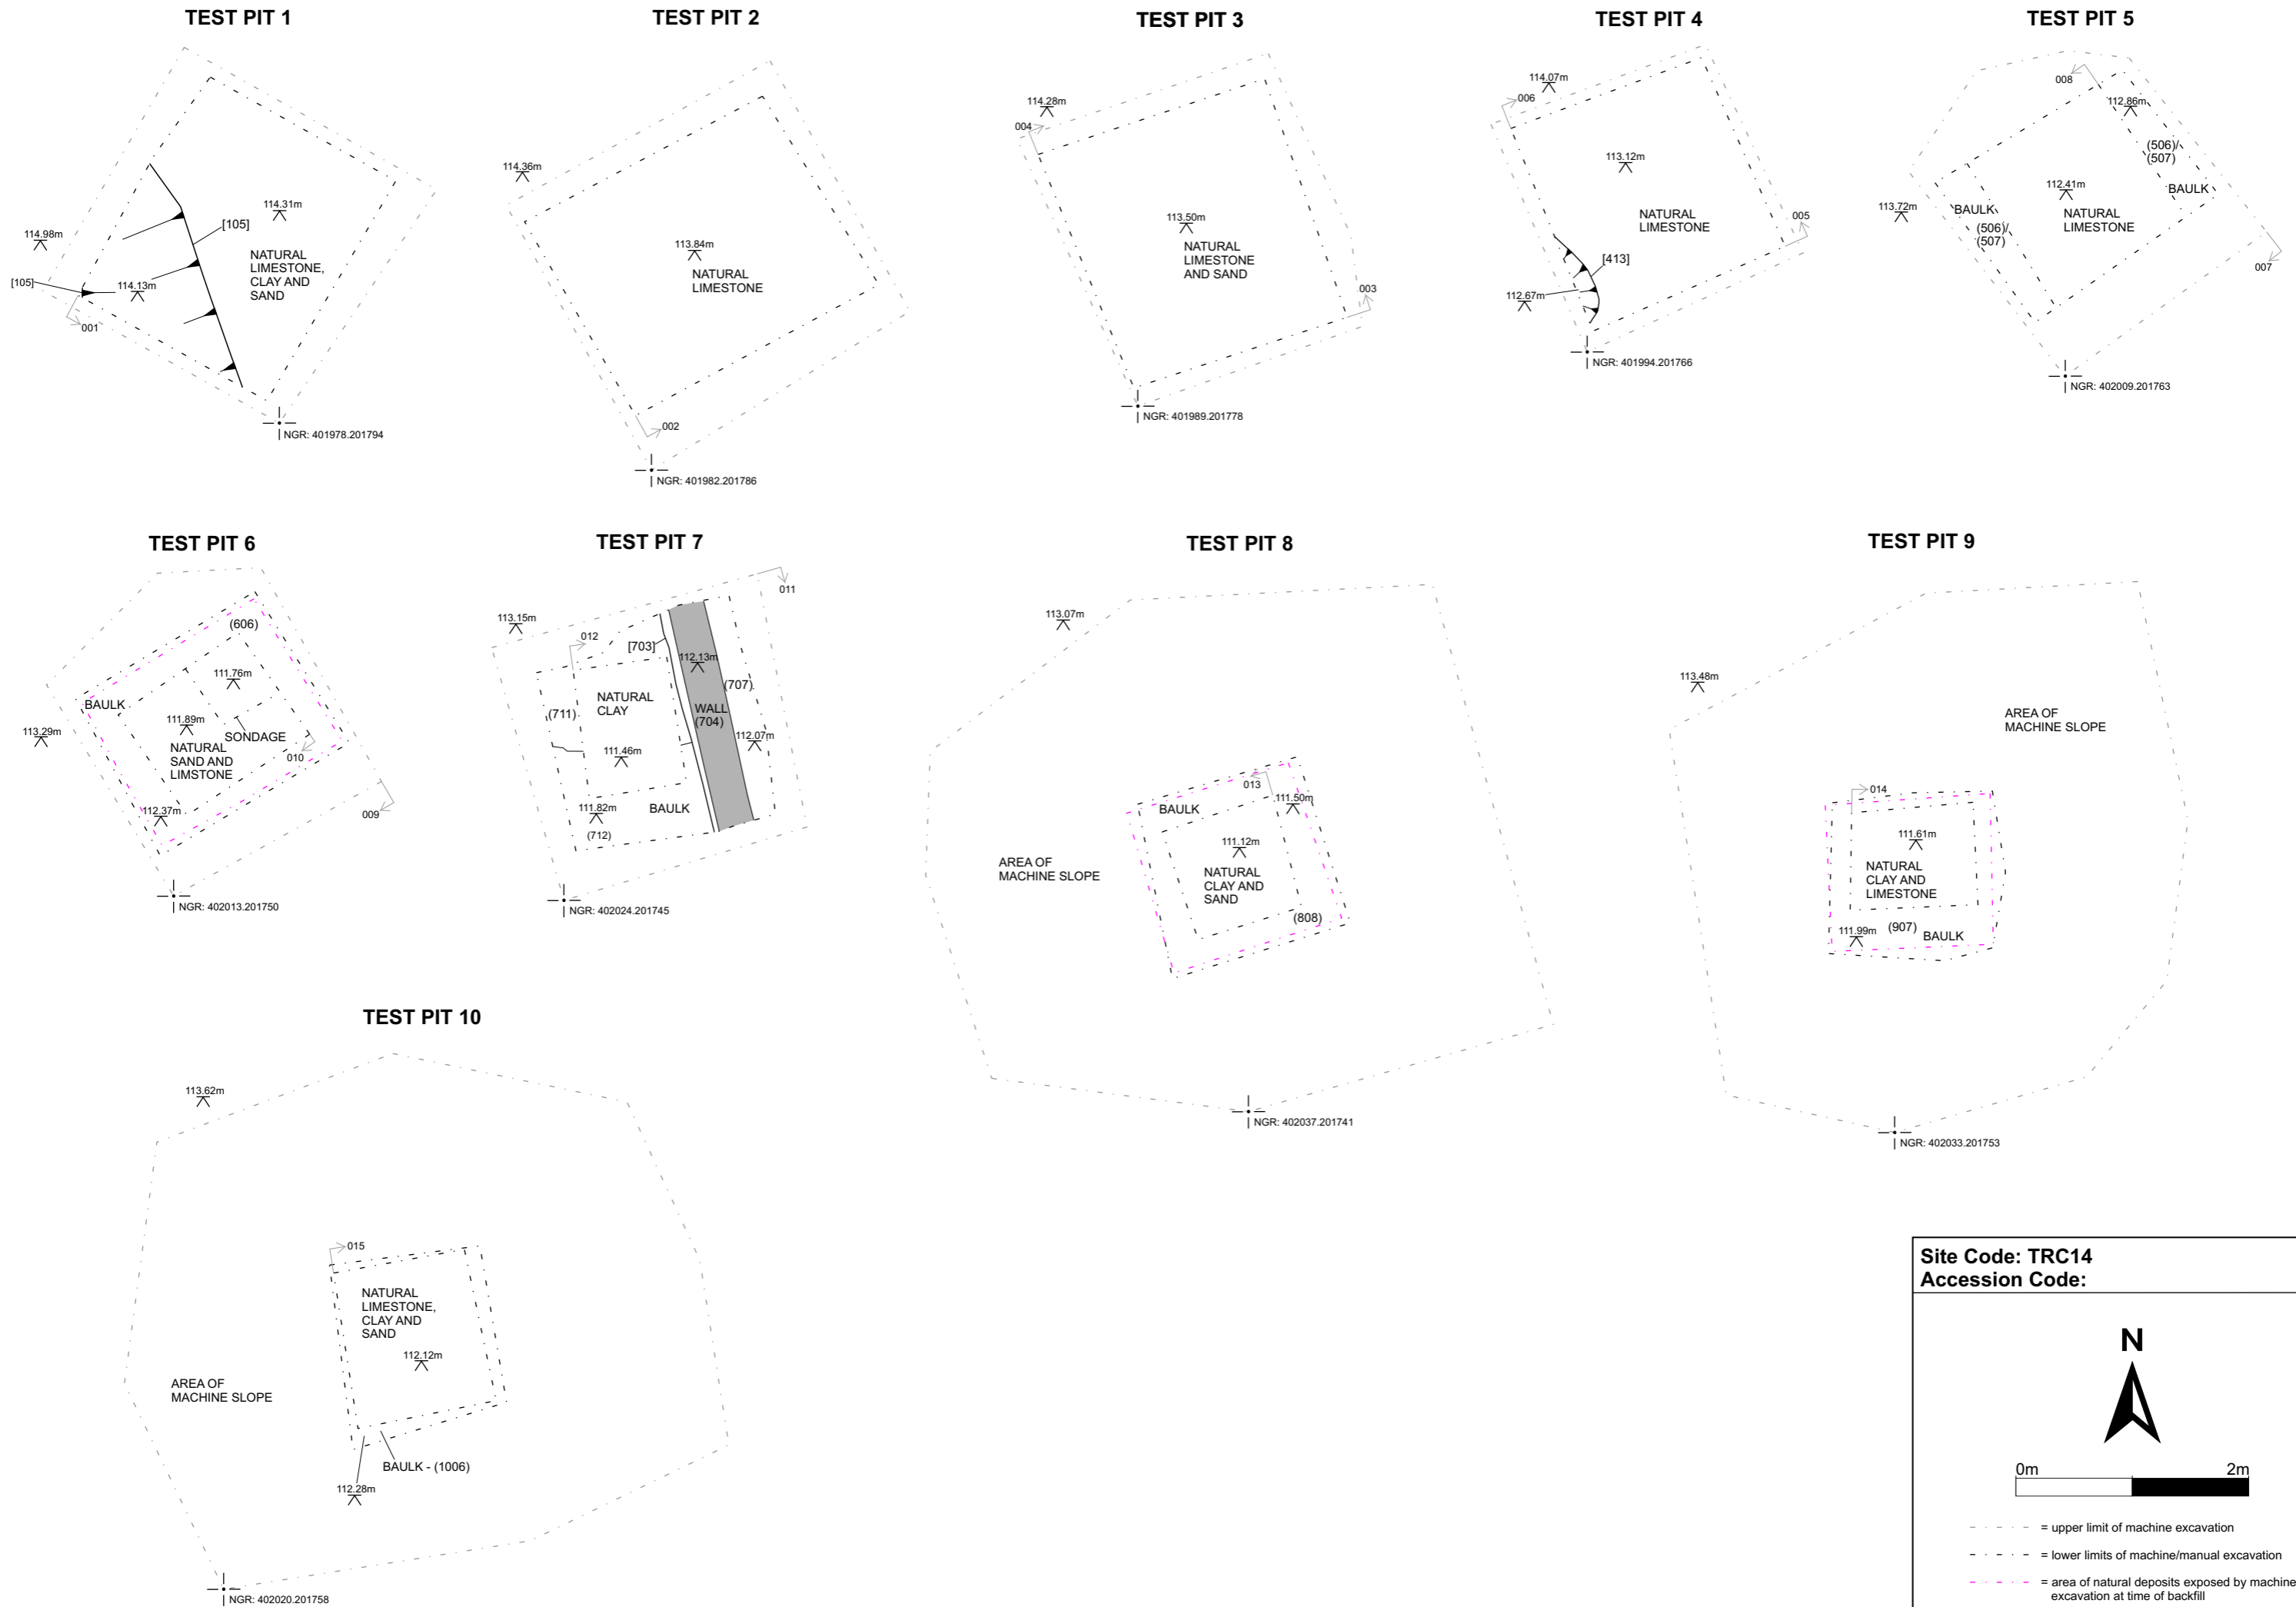 TEST PIT 1
114.98m
[105]
114.13m
001
114.31m
[105]
NATURAL
LIMESTONE,
CLAY AND
SAND
NGR: 401978.201794
TEST PIT 2
114.36m
113.84m
NATURAL
LIMESTONE
002
NGR: 401982.201786
TEST PIT 3
114.28m
004
113.50m
NATURAL
LIMESTONE
AND SAND
003
NGR: 401989.201778
TEST PIT 4
114.07m
006
113.12m
NATURAL
LIMESTONE
005
[413]
112.67m
NGR: 401994.201766
TEST PIT 5
008
112.86m
(506)/
(507)
BAULK
112.41m
NATURAL
LIMESTONE
113.72m
BAULK
(506)/
(507)
007
NGR: 402009.201763
TEST PIT 6
(606)
111.76m
BAULK
111.89m
SONDAGE
113.29m
NATURAL
SAND AND
LIMSTONE
010
112.37m
009
NGR: 402013.201750
TEST PIT 7
011
113.15m
012
[703]
112.13m
NATURAL
CLAY
(707)
(711)
WALL
(704)
112.07m
111.46m
111.82m
BAULK
(712)
NGR: 402024.201745
TEST PIT 8
113.07m
013
111.50m
BAULK
111.12m
AREA OF
MACHINE SLOPE
NATURAL
CLAY AND
SAND
(808)
NGR: 402037.201741
TEST PIT 9
113.48m
AREA OF
MACHINE SLOPE
014
111.61m
NATURAL
CLAY AND
LIMESTONE
111.99m
(907)
BAULK
NGR: 402033.201753
TEST PIT 10
113.62m
015
NATURAL
LIMESTONE,
CLAY AND
SAND
112.12m
AREA OF
MACHINE SLOPE
BAULK - (1006)
112.28m
NGR: 402020.201758
Site Code: TRC14
Accession Code:
N
0m 2m
= upper limit of machine excavation
= lower limits of machine/manual excavation
= area of natural deposits exposed by machine
excavation at time of backfill